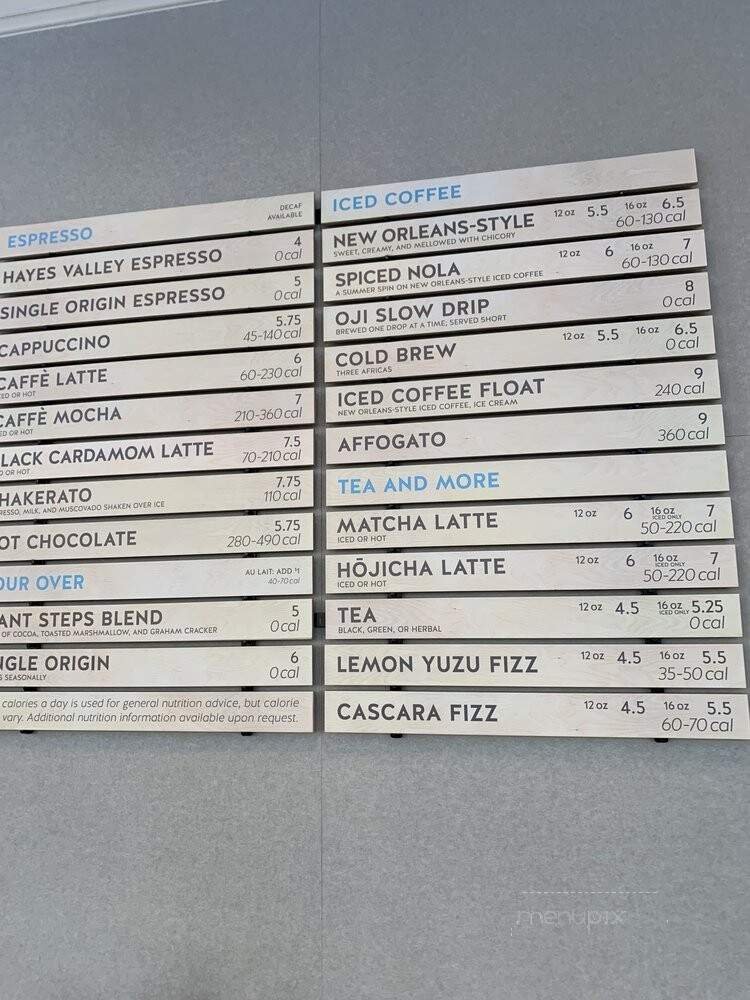 ESPRESSO DECAF AVAILABLE
HAYES VALLEY ESPRESSO 4
0 cal
SINGLE ORIGIN ESPRESSO 5
0 cal
CAPPUCCINO 5.75
45-140 cal
CAFFÈ LATTE 6
ED OR HOT 60-230 cal
CAFFÈ MOCHA 7
ED OR HOT 210-360 cal
LACK CARDAMOM LATTE 7.5
D OR HOT 70-210 cal
HAKERATO 7.75
RESSO, MILK, AND MUSCOVADO SHAKEN OVER ICE 110 cal
OT CHOCOLATE 5.75
280-490 cal
OUR OVER AU LAIT: ADD $1
40-70 cal
ANT STEPS BLEND 5
OF COCOA, TOASTED MARSHMALLOW, AND GRAHAM CRACKER 0 cal
NGLE ORIGIN 6
S SEASONALLY 0 cal
calories a day is used for general nutrition advice, but calorie
vary. Additional nutrition information available upon request.
ICED COFFEE
NEW ORLEANS-STYLE 12 oz 5.5 16 oz 6.5
SWEET, CREAMY, AND MELLOWED WITH CHICORY 60-130 cal
SPICED NOLA 12 oz 6 16 oz 7
A SUMMER SPIN ON NEW ORLEANS-STYLE ICED COFFEE 60-130 cal
OJI SLOW DRIP 8
BREWED ONE DROP AT A TIME; SERVED SHORT 0 cal
COLD BREW 12 oz 5.5 16 oz 6.5
THREE AFRICAS 0 cal
ICED COFFEE FLOAT 9
NEW ORLEANS-STYLE ICED COFFEE, ICE CREAM 240 cal
AFFOGATO 9
360 cal
TEA AND MORE
MATCHA LATTE 12 oz 6 16 oz ICED ONLY 7
ICED OR HOT 50-220 cal
HŌJICHA LATTE 12 oz 6 16 oz ICED ONLY 7
ICED OR HOT 50-220 cal
TEA 12 oz 4.5 16 oz ICED ONLY 5.25
BLACK, GREEN, OR HERBAL 0 cal
LEMON YUZU FIZZ 12 oz 4.5 16 oz 5.5
35-50 cal
CASCARA FIZZ 12 oz 4.5 16 oz 5.5
60-70 cal
menupix